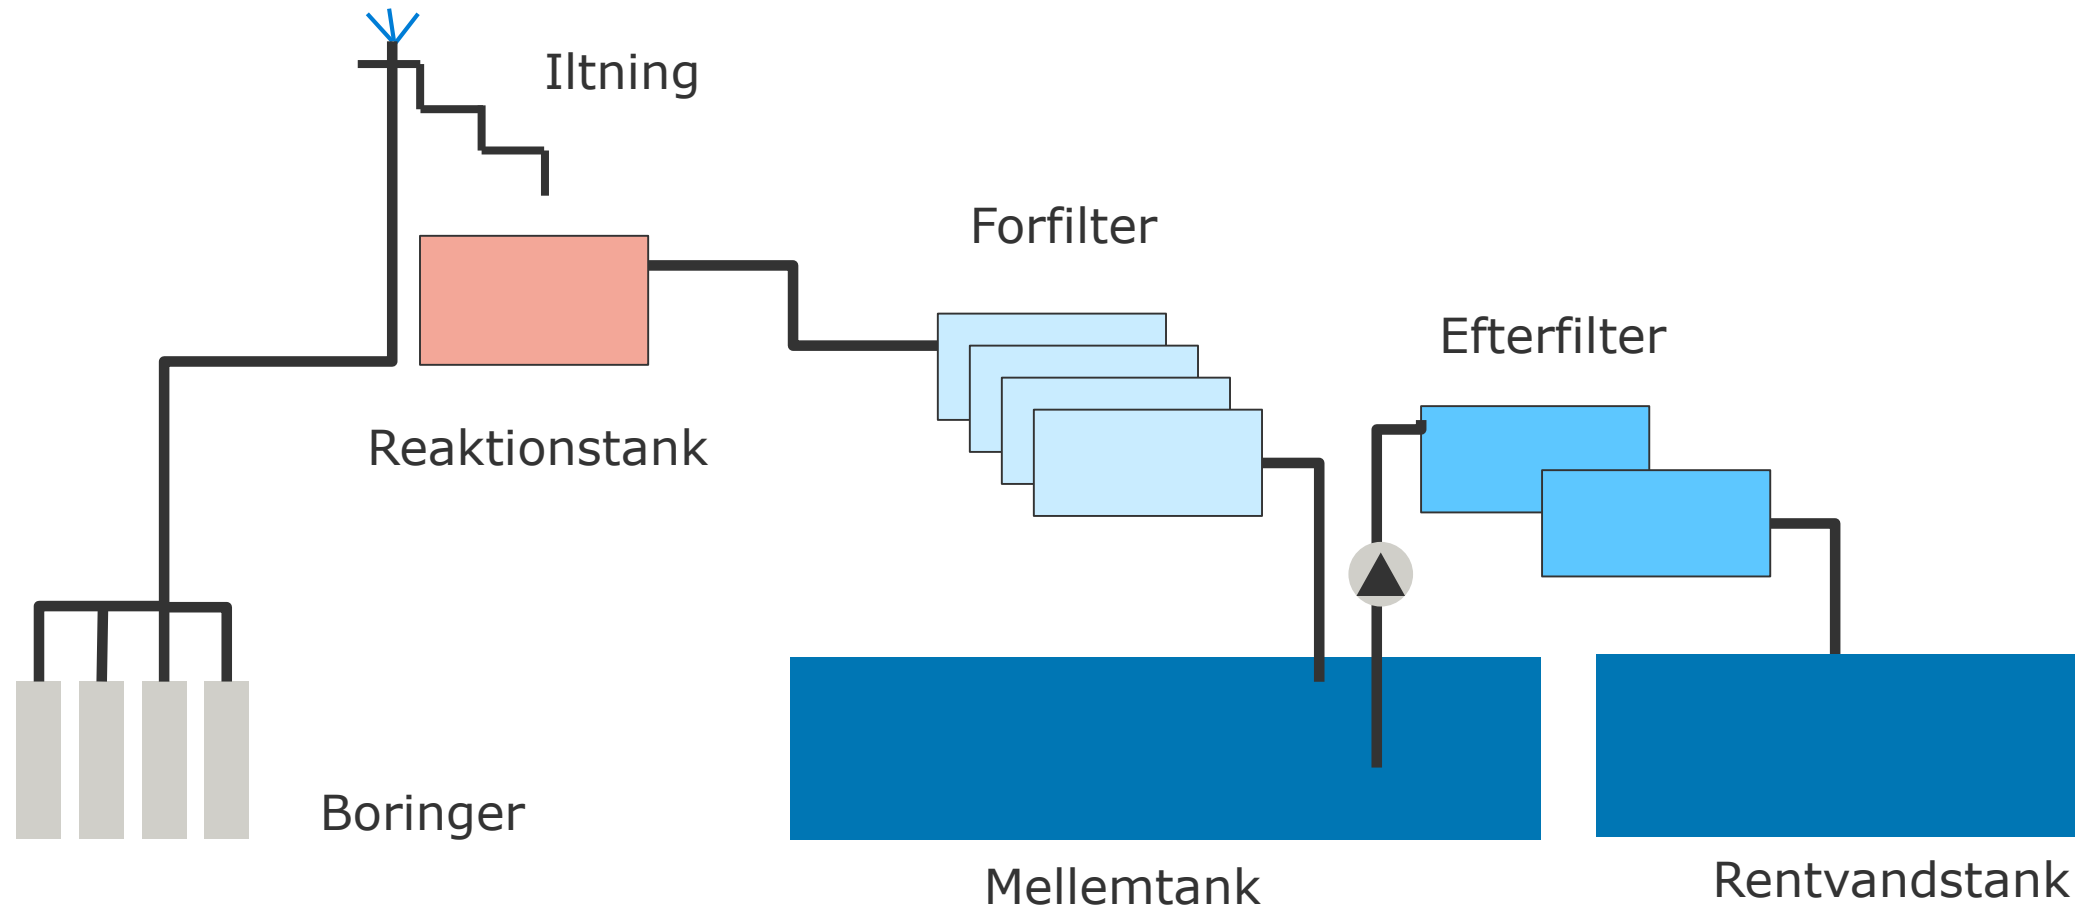 Iltning
Forfilter
Efterfilter
Reaktionstank
Boringer
Mellemtank
Rentvandstank